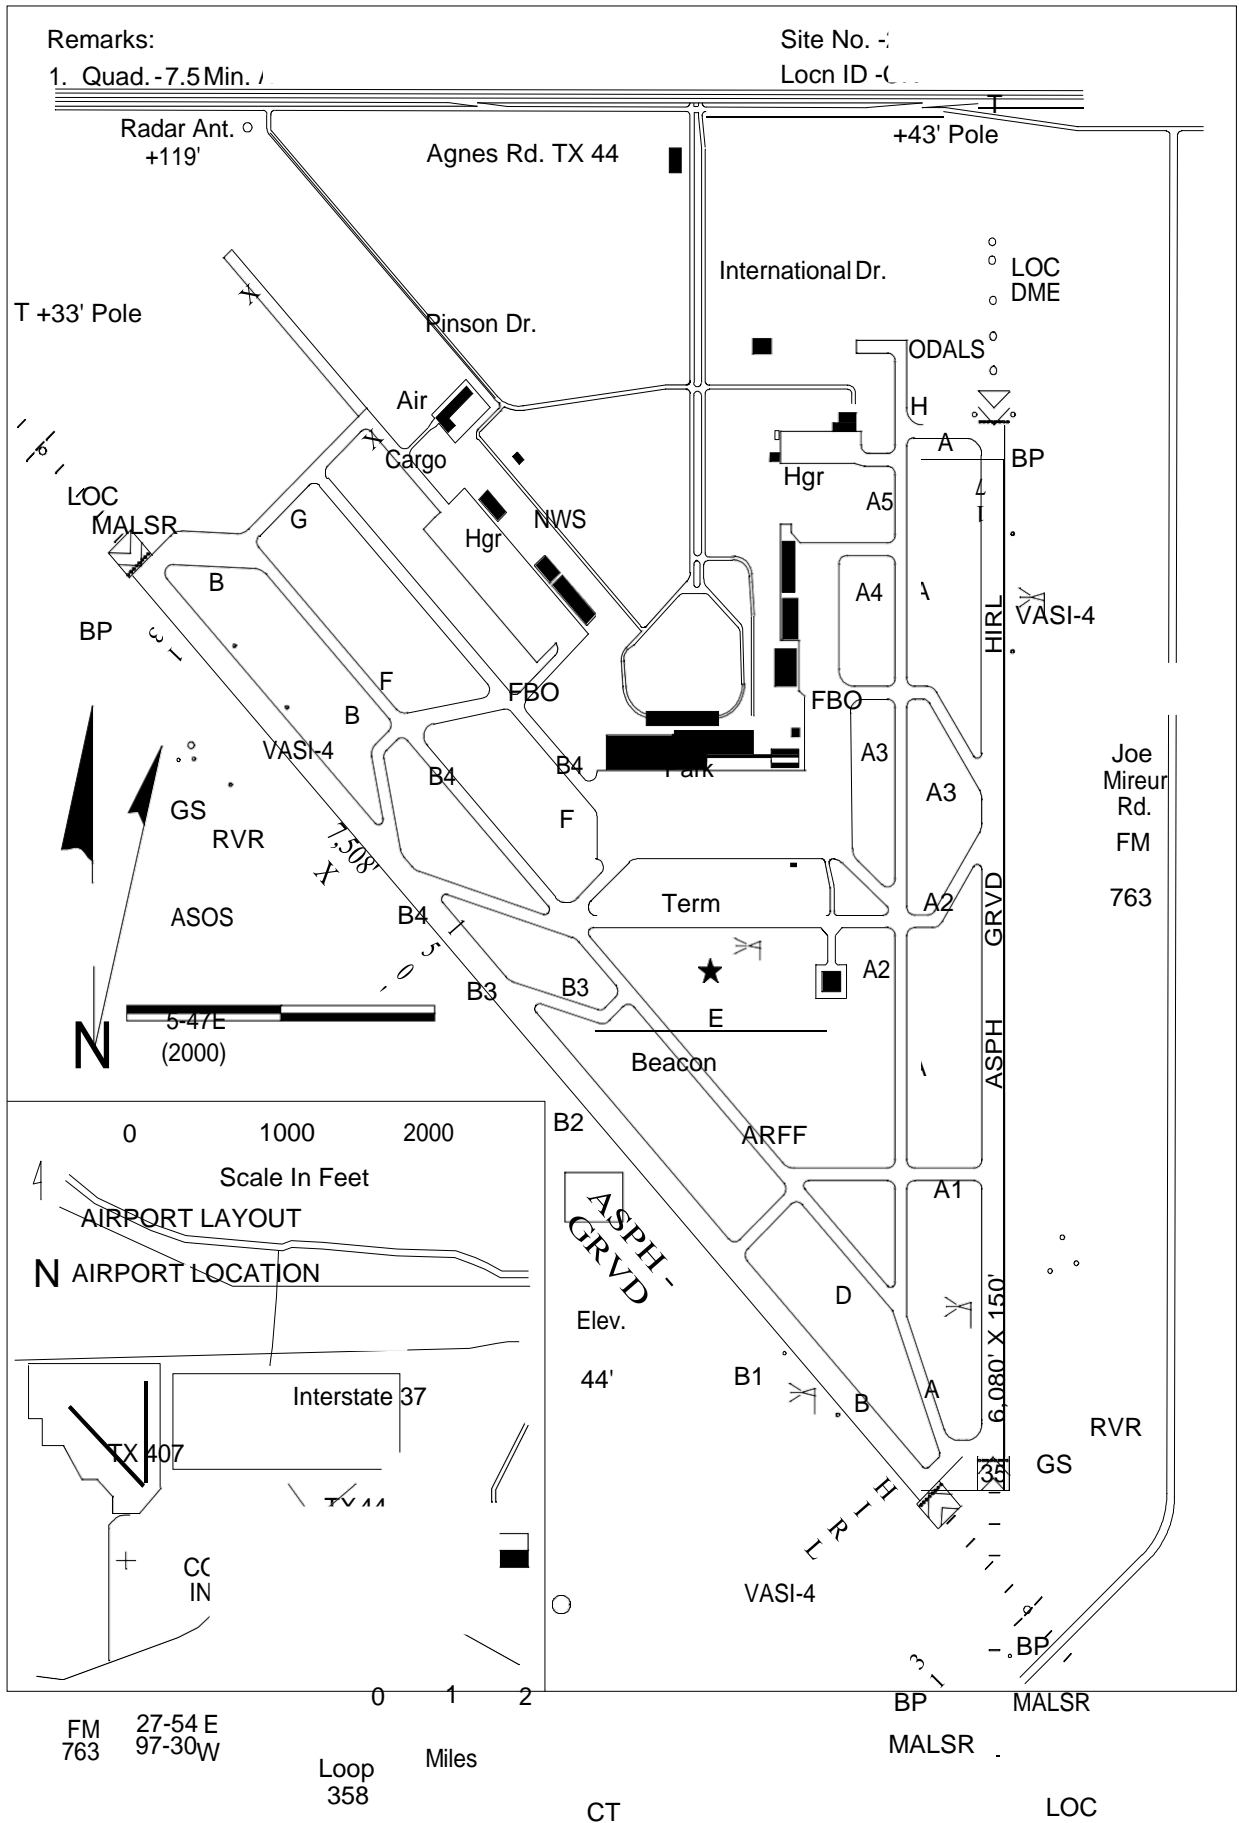 Remarks:
Site No. -
1. Quad. - 7.5 Min.
Locn ID -
T
Radar Ant.
+119'
Agnes Rd. TX 44
+43' Pole
International Dr.
LOC
DME
T +33' Pole
X
Pinson Dr.
ODALS
Air
H
X
A
Cargo
BP
Hgr
LOC
A5
MALSR
G
NWS
Hgr
B
A4
A
HIRL
VASI-4
BP
31
F
FBO
FBO
B
VASI-4
A3
Joe
Mireur
Rd.
B4
B4
Park
A3
GS
F
RVR
7,508' X 150'
FM
763
GRVD
ASOS
B4
Term
A2
A2
B3
B3
E
5-47E
(2000)
N
Beacon
ASPH
B2
ARFF
0 1000 2000
Scale In Feet
A1
AIRPORT LAYOUT
ASPH -
GRVD
N AIRPORT LOCATION
D
6,080' X 150'
Elev.
44'
B1
B
A
Interstate 37
RVR
TX 407
GS
35
TX 44
HIRL
VASI-4
BP
31
0 1 2
BP
MALSR
FM
763
27-54 E
97-30 W
MALSR
Miles
Loop
358
CT
LOC